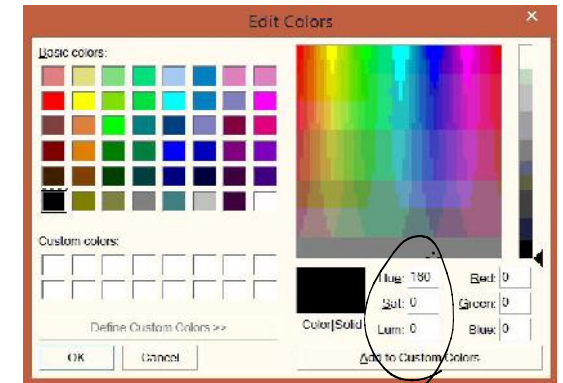 Edit Colors
Basic colors:
Custom colors:
Define Custom Colors >>
OK Cancel
Hue: 160 Red: 0
Sat: 0 Green: 0
Color|Solid Lum: 0 Blue: 0
Add to Custom Colors